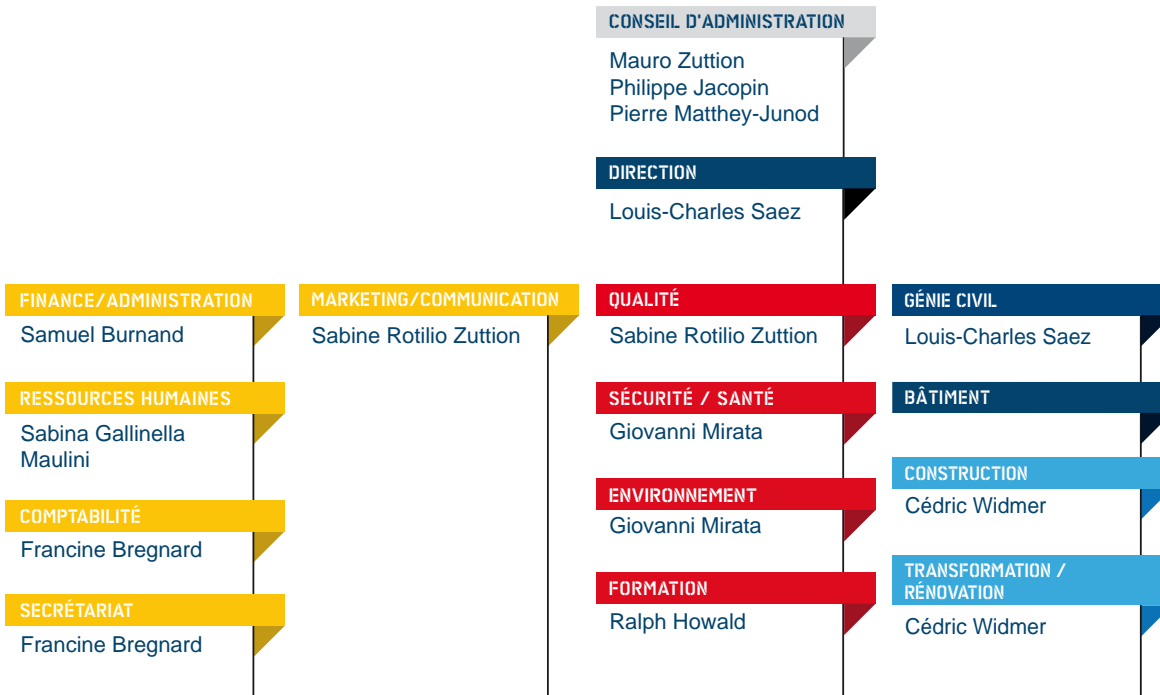 CONSEIL D'ADMINISTRATION
Mauro Zuttion
Philippe Jacopin
Pierre Matthey-Junod
DIRECTION
Louis-Charles Saez
FINANCE/ADMINISTRATION
Samuel Burnand
RESSOURCES HUMAINES
Sabina Gallinella
Maulini
COMPTABILITÉ
Francine Bregnard
SECRÉTARIAT
Francine Bregnard
MARKETING/COMMUNICATION
Sabine Rotilio Zuttion
QUALITÉ
Sabine Rotilio Zuttion
SÉCURITÉ / SANTÉ
Giovanni Mirata
ENVIRONNEMENT
Giovanni Mirata
FORMATION
Ralph Howald
GÉNIE CIVIL
Louis-Charles Saez
BÂTIMENT
CONSTRUCTION
Cédric Widmer
TRANSFORMATION /
RÉNOVATION
Cédric Widmer